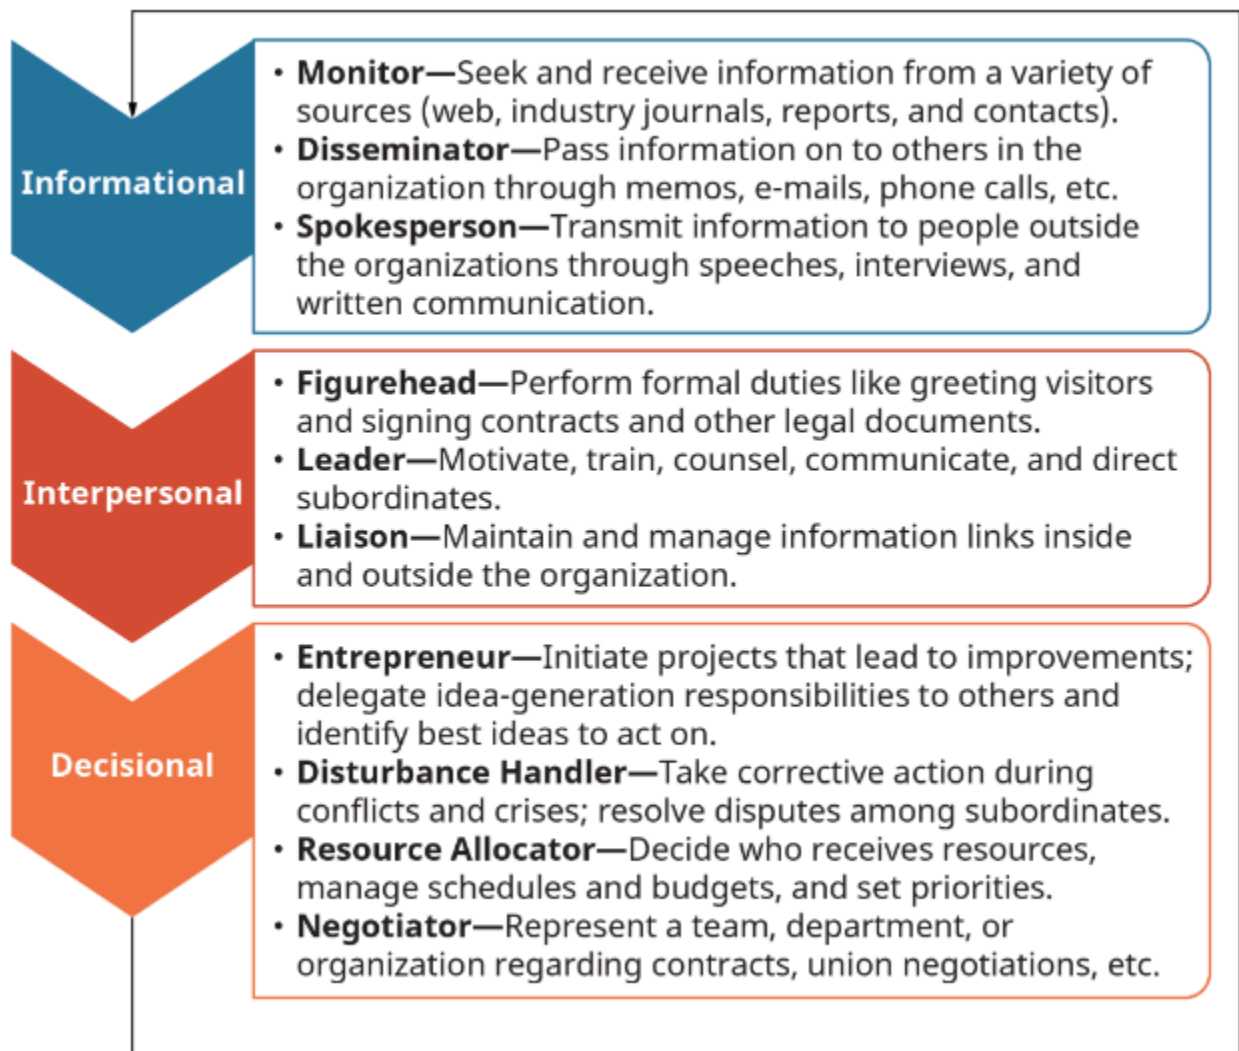 Informational
• Monitor—Seek and receive information from a variety of
sources (web, industry journals, reports, and contacts).
• Disseminator—Pass information on to others in the
organization through memos, e-mails, phone calls, etc.
• Spokesperson—Transmit information to people outside
the organizations through speeches, interviews, and
written communication.
Interpersonal
• Figurehead—Perform formal duties like greeting visitors
and signing contracts and other legal documents.
• Leader—Motivate, train, counsel, communicate, and direct
subordinates.
• Liaison—Maintain and manage information links inside
and outside the organization.
Decisional
• Entrepreneur—Initiate projects that lead to improvements;
delegate idea-generation responsibilities to others and
identify best ideas to act on.
• Disturbance Handler—Take corrective action during
conflicts and crises; resolve disputes among subordinates.
• Resource Allocator—Decide who receives resources,
manage schedules and budgets, and set priorities.
• Negotiator—Represent a team, department, or
organization regarding contracts, union negotiations, etc.